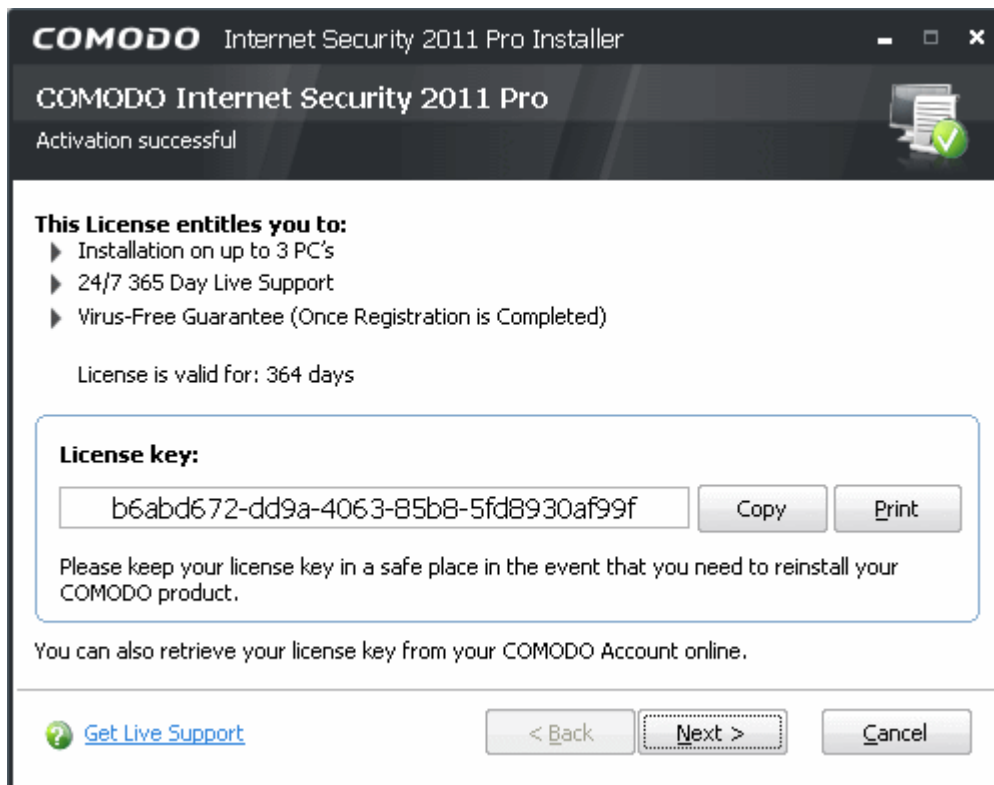 COMODO Internet Security 2011 Pro Installer
COMODO Internet Security 2011 Pro
Activation successful
This License entitles you to:
Installation on up to 3 PC's
24/7 365 Day Live Support
Virus-Free Guarantee (Once Registration is Completed)
License is valid for: 364 days
License key:
b6abd672-dd9a-4063-85b8-5fd8930af99f
Copy
Print
Please keep your license key in a safe place in the event that you need to reinstall your
COMODO product.
You can also retrieve your license key from your COMODO Account online.
Get Live Support
< Back
Next >
Cancel